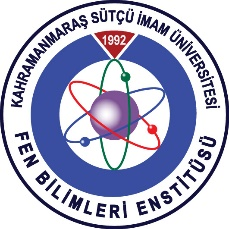 KAHRAMANMARAŞ SÜTÇÜ İMAM ÜNİVERSİTESİ
1992
FEN BİLİMLERİ ENSTİTÜSÜ